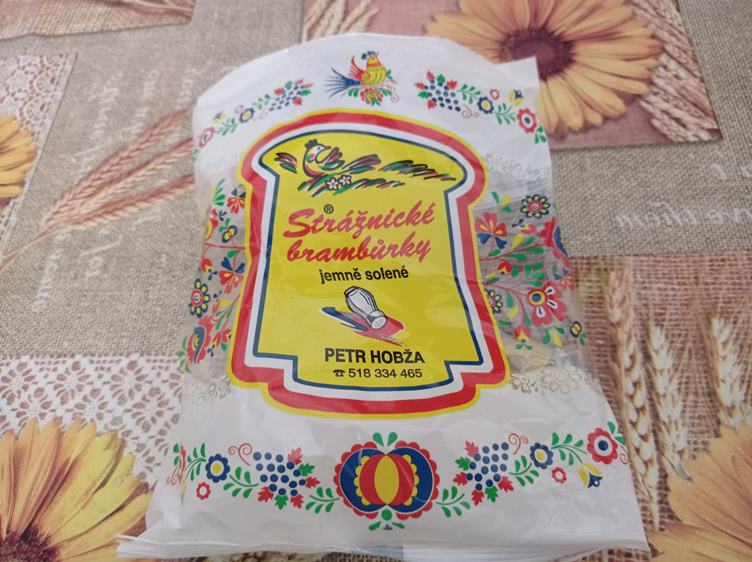 Strážnické
®
brambůrky
jemně solené
PETR HOBŽA
☎ 518 334 465